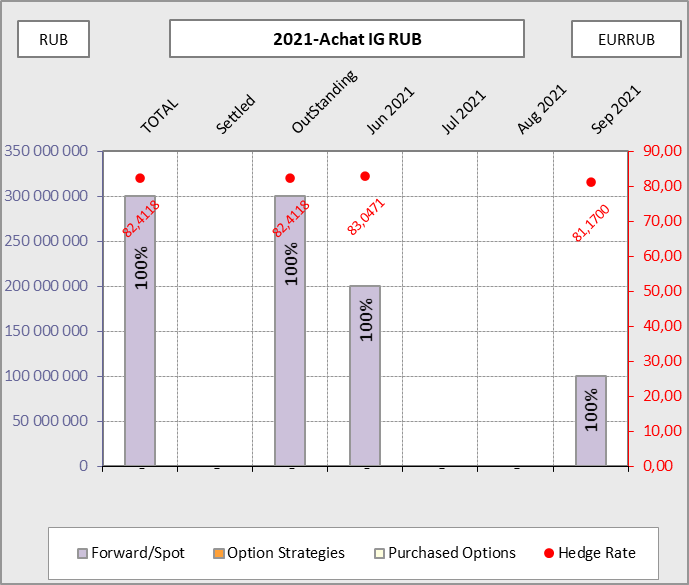 RUB
2021-Achat IG RUB
EURRUB
TOTAL
Settled
OutStanding
Jun 2021
Jul 2021
Aug 2021
Sep 2021
350 000 000
300 000 000
250 000 000
200 000 000
150 000 000
100 000 000
50 000 000
0
90,00
80,00
70,00
60,00
50,00
40,00
30,00
20,00
10,00
0,00
82,4118
82,4118
83,0471
81,1700
100%
100%
100%
100%
Forward/Spot
Option Strategies
Purchased Options
Hedge Rate